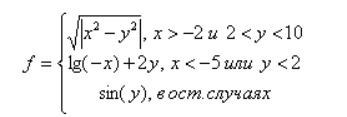 f = { √|x² − y²|, x > −2 и 2 < y < 10
lg(−x) + 2y, x < −5 или y < 2
sin(y), в ост. случаях